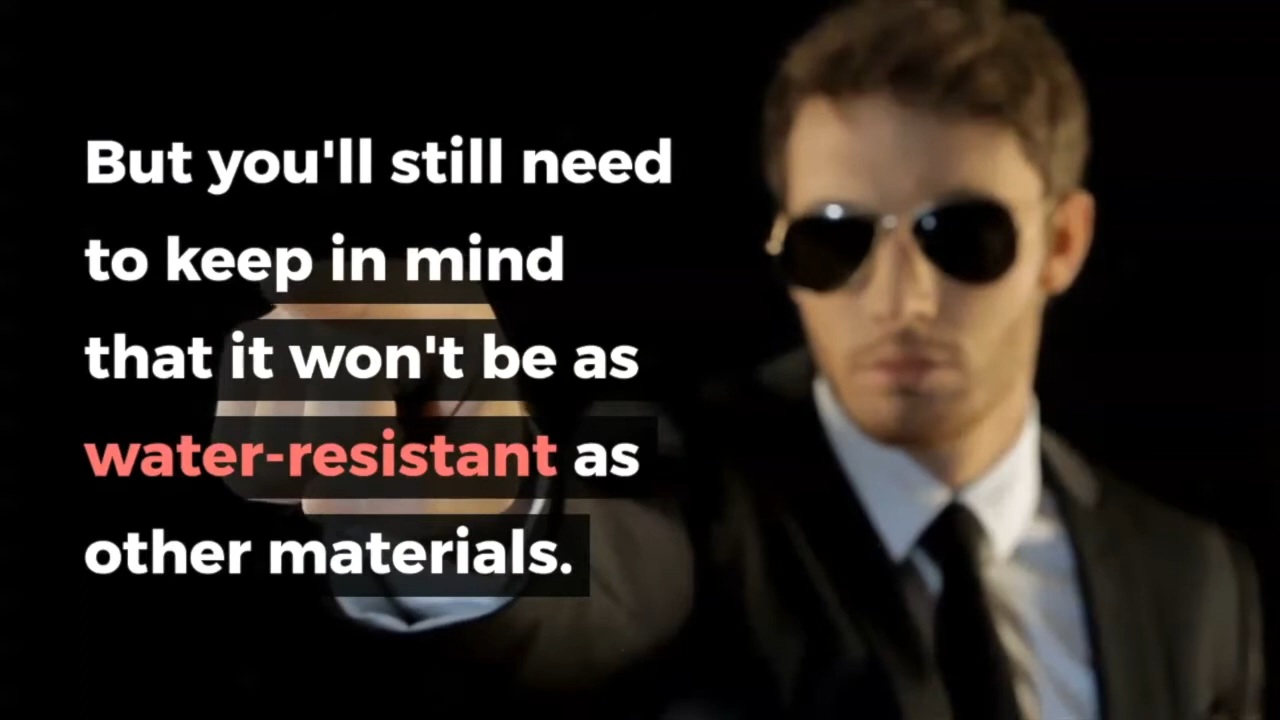 But you'll still need
to keep in mind
that it won't be as
water-resistant as
other materials.